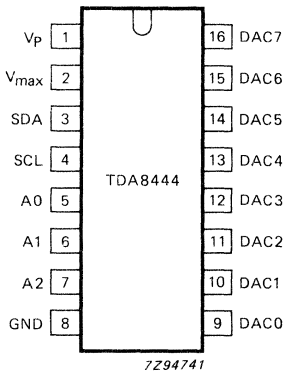 Vp 1 16 DAC7
Vmax 2 15 DAC6
SDA 3 14 DAC5
SCL 4 13 DAC4
TDA8444
A0 5 12 DAC3
A1 6 11 DAC2
A2 7 10 DAC1
GND 8 9 DAC0
7Z94741